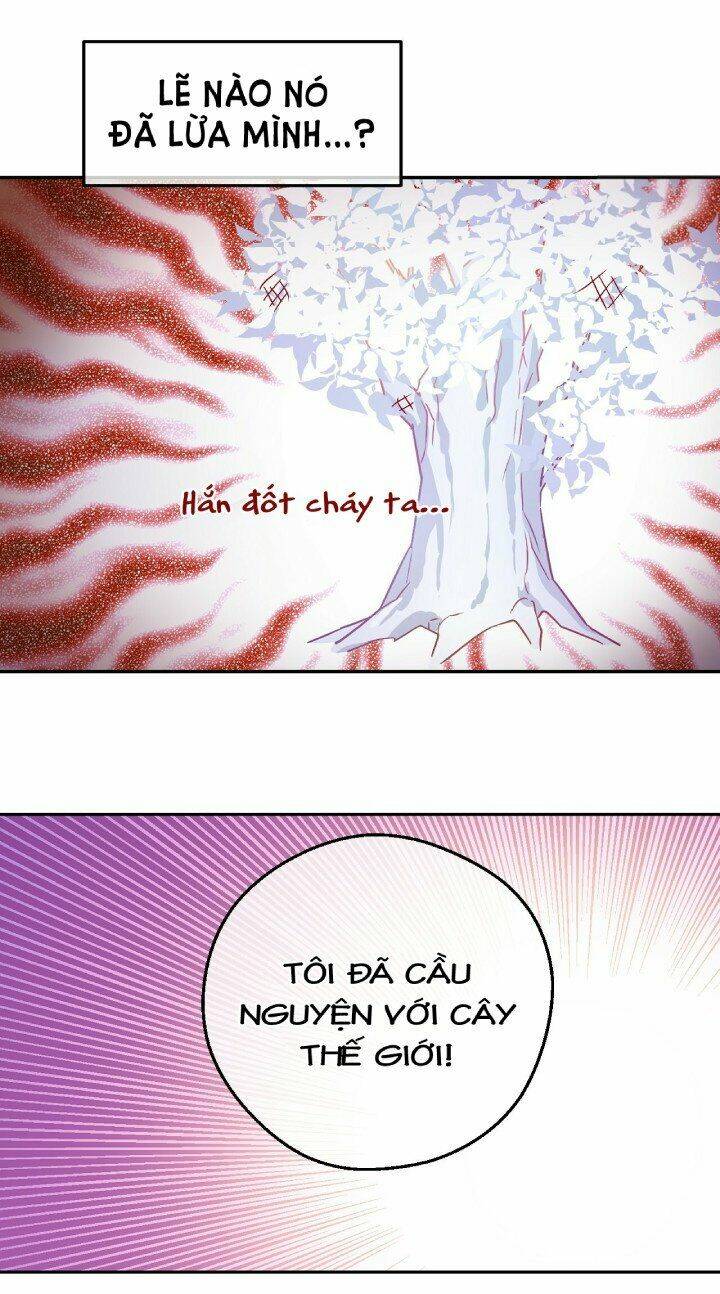 LẼ NÀO NÓ
ĐÃ LỪA MÌNH...?
Hắn đốt cháy ta...
TÔI ĐÃ CẦU
NGUYỆN VỚI CÂY
THẾ GIỚI!